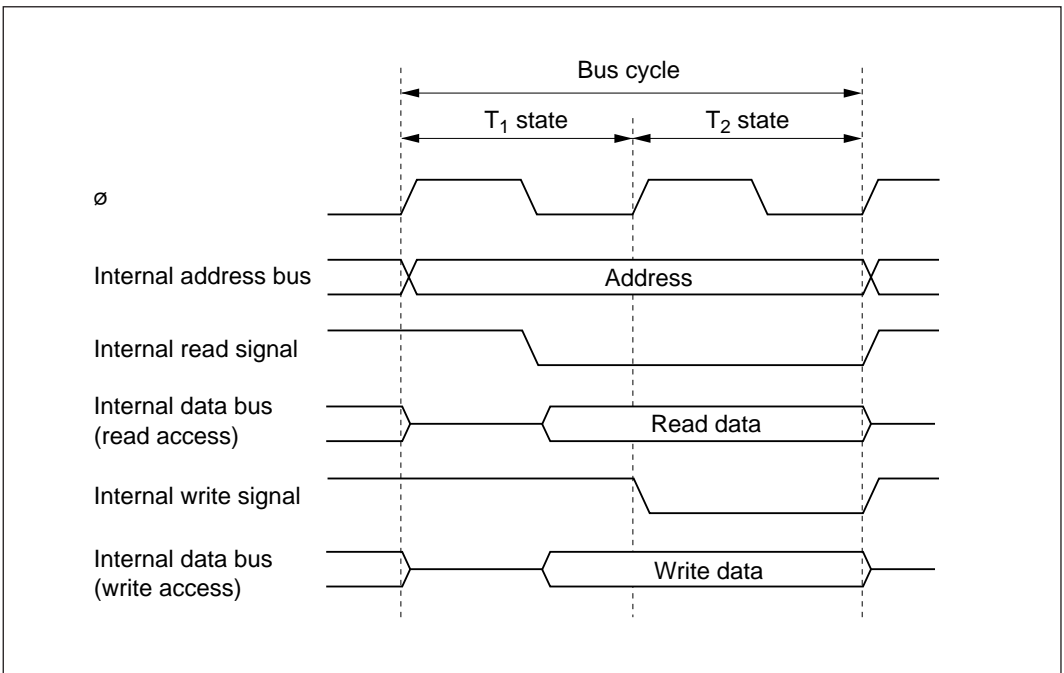 Bus cycle
T₁ state
T₂ state
ø
Internal address bus
Address
Internal read signal
Internal data bus
(read access)
Read data
Internal write signal
Internal data bus
(write access)
Write data